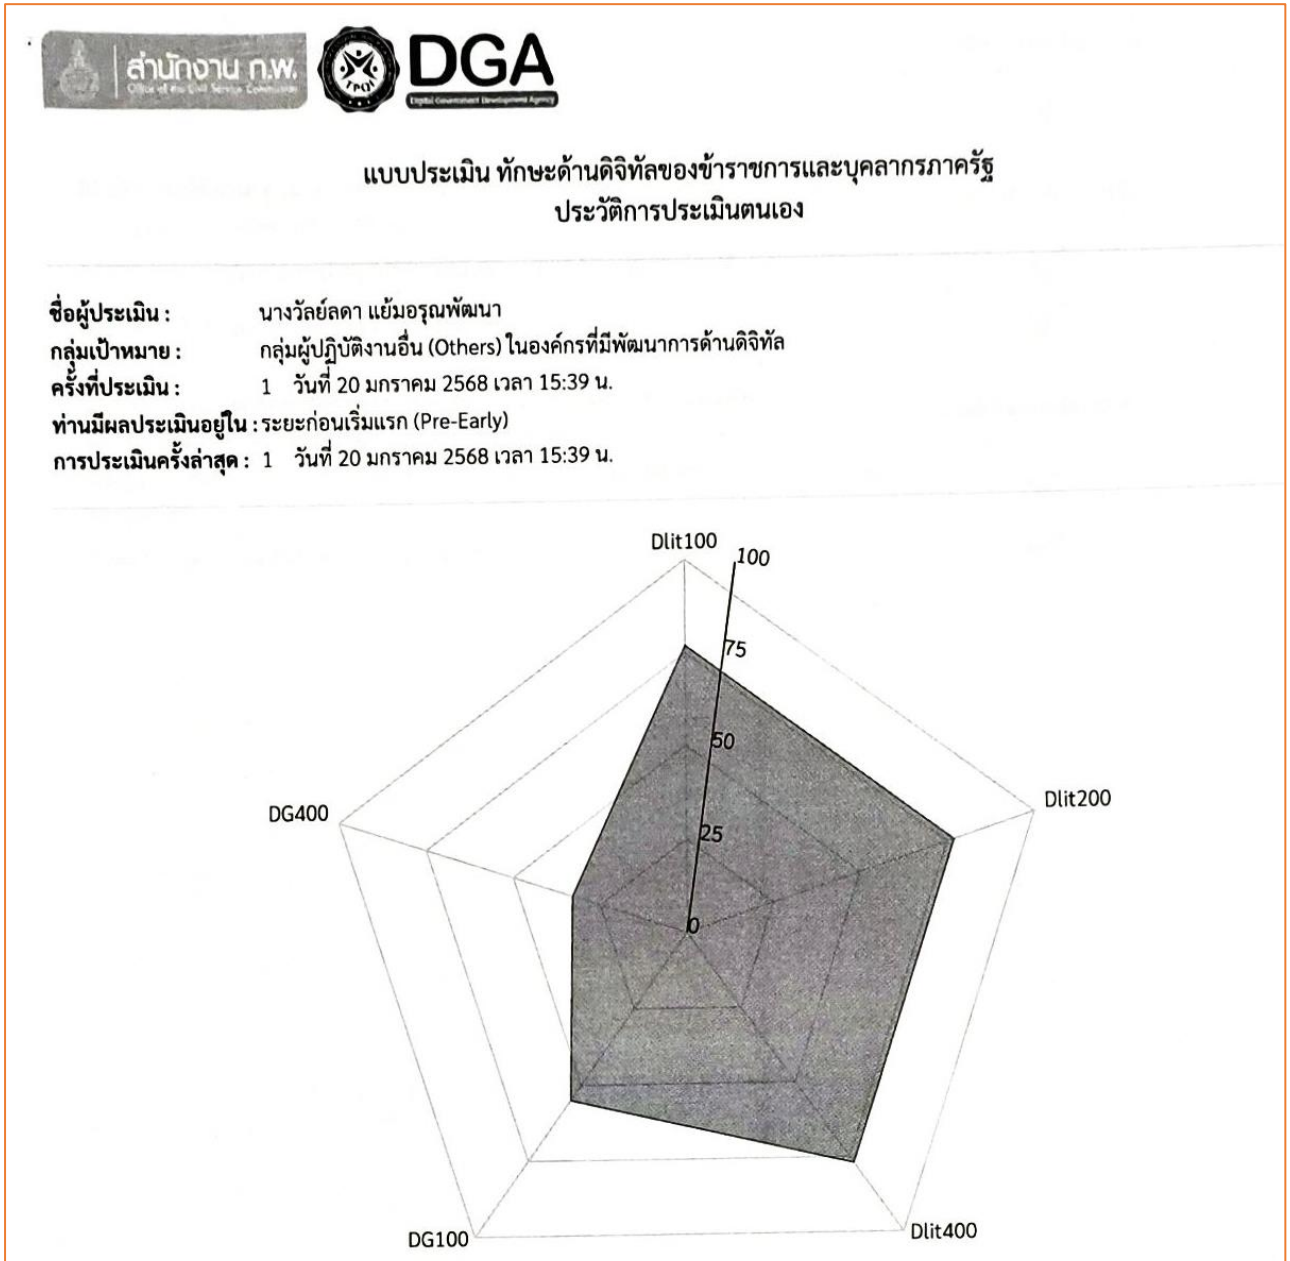 สำนักงาน ก.พ.
Office of the Civil Service Commission
TPQI
DGA
Digital Government Development Agency
แบบประเมิน ทักษะด้านดิจิทัลของข้าราชการและบุคลากรภาครัฐ
ประวัติการประเมินตนเอง
ชื่อผู้ประเมิน : นางวัลย์ลดา แย้มอรุณพัฒนา
กลุ่มเป้าหมาย : กลุ่มผู้ปฏิบัติงานอื่น (Others) ในองค์กรที่มีพัฒนาการด้านดิจิทัล
ครั้งที่ประเมิน : 1 วันที่ 20 มกราคม 2568 เวลา 15:39 น.
ท่านมีผลประเมินอยู่ใน : ระยะก่อนเริ่มแรก (Pre-Early)
การประเมินครั้งล่าสุด : 1 วันที่ 20 มกราคม 2568 เวลา 15:39 น.
Dlit100
100
75
50
25
0
Dlit200
DG400
DG100
Dlit400